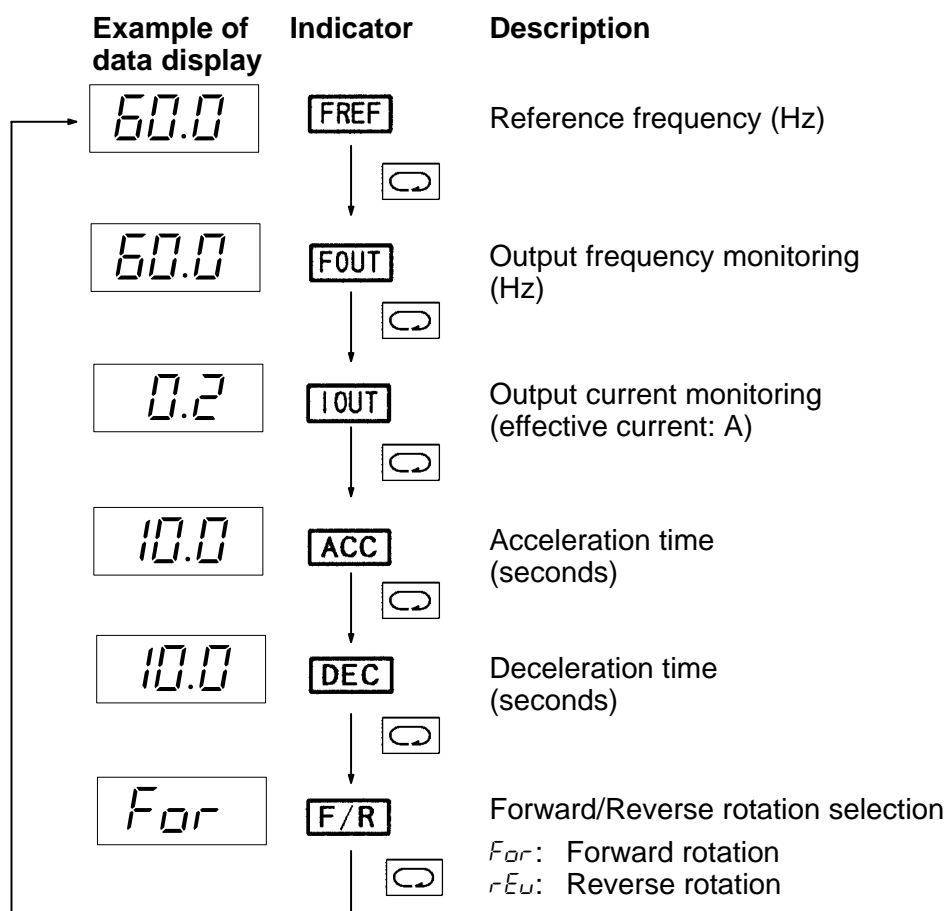 Example of data display
Indicator
Description
60.0
FREF
Reference frequency (Hz)
60.0
FOUT
Output frequency monitoring
(Hz)
0.2
IOUT
Output current monitoring
(effective current: A)
10.0
ACC
Acceleration time
(seconds)
10.0
DEC
Deceleration time
(seconds)
For
F/R
Forward/Reverse rotation selection
For: Forward rotation
rEu: Reverse rotation